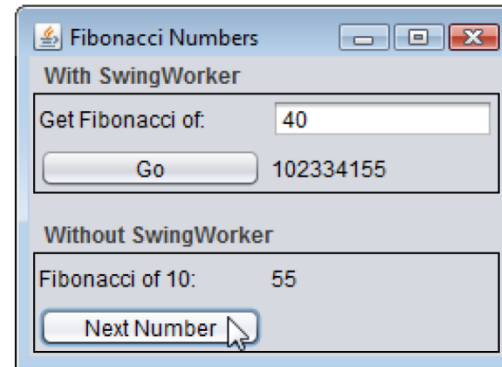 Fibonacci Numbers
With SwingWorker
Get Fibonacci of: 40
Go 102334155
Without SwingWorker
Fibonacci of 10: 55
Next Number